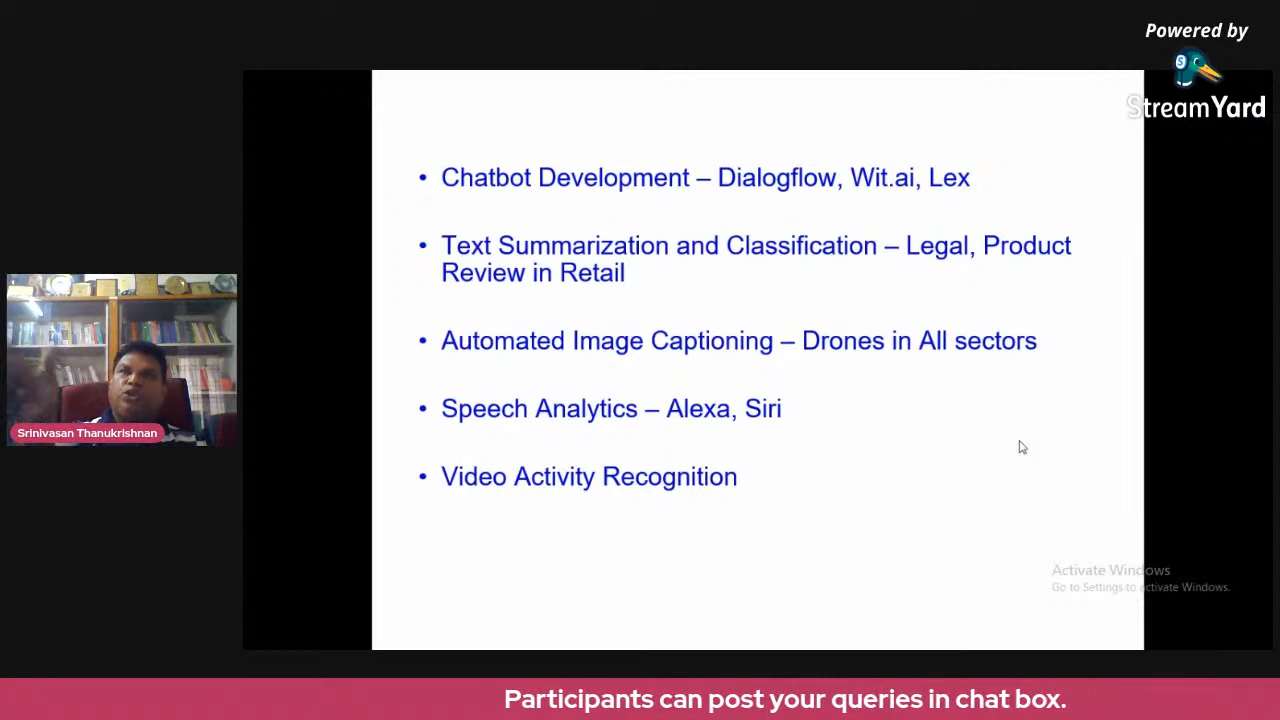 Powered by
StreamYard
• Chatbot Development – Dialogflow, Wit.ai, Lex
• Text Summarization and Classification – Legal, Product
Review in Retail
• Automated Image Captioning – Drones in All sectors
• Speech Analytics – Alexa, Siri
• Video Activity Recognition
Srinivasan Thanukrishnan
Activate Windows
Go to Settings to activate Windows.
Participants can post your queries in chat box.